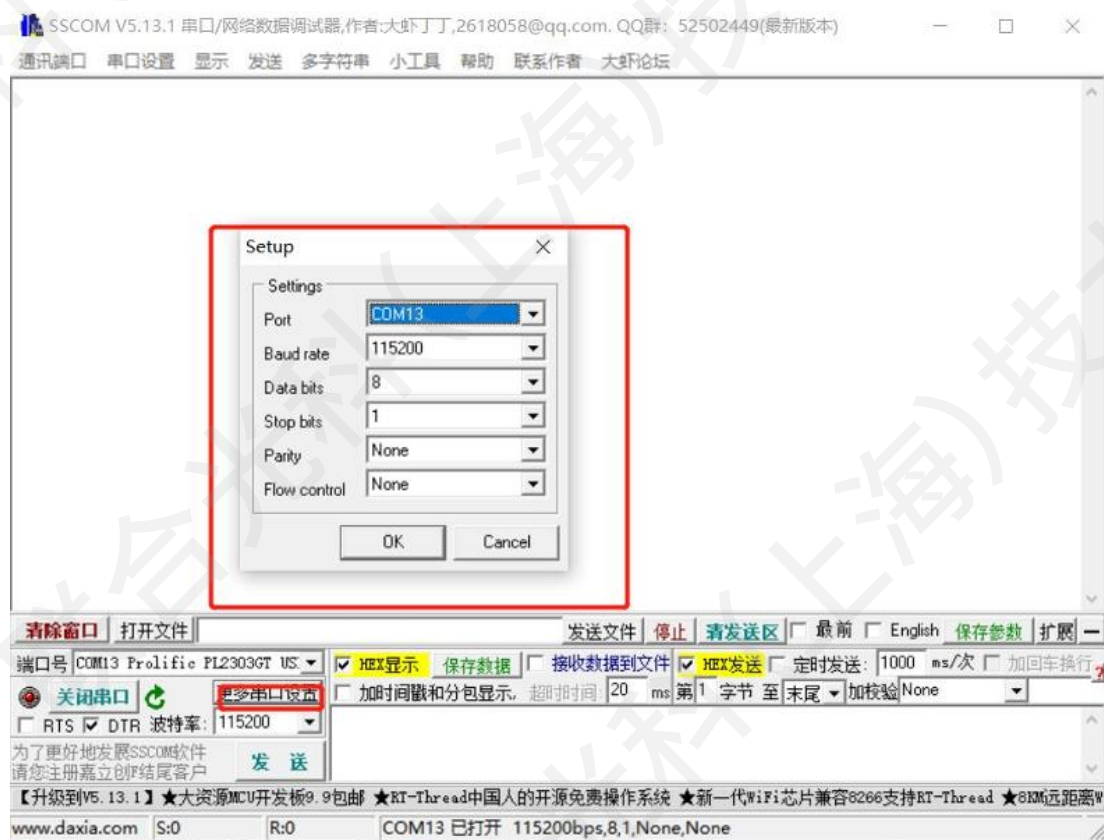 SSCOM V5.13.1 串口/网络数据调试器,作者:大虾丁丁,2618058@qq.com. QQ群: 52502449(最新版本)
通讯端口 串口设置 显示 发送 多字符串 小工具 帮助 联系作者 大虾论坛
Setup
Settings
Port COM13
Baud rate 115200
Data bits 8
Stop bits 1
Parity None
Flow control None
OK Cancel
清除窗口 打开文件 发送文件 停止 清发送区 最前 English 保存参数 扩展
端口号 COM13 Prolific PL2303GT US HEX显示 保存数据 接收数据到文件 HEX发送 定时发送: 1000 ms/次 加回车换行
关闭串口 更多串口设置 加时间戳和分包显示, 超时时间: 20 ms 第1 字节 至 末尾 加校验 None
RTS DTR 波特率: 115200
为了更好地发展SSCOM软件
请您注册嘉立创F结尾客户
发 送
【升级到V5.13.1】★大资源MCU开发板9.9包邮 ★RT-Thread中国人的开源免费操作系统 ★新一代WiFi芯片兼容8266支持RT-Thread ★8KM远距离W
www.daxia.com S:0 R:0 COM13 已打开 115200bps,8,1,None,None